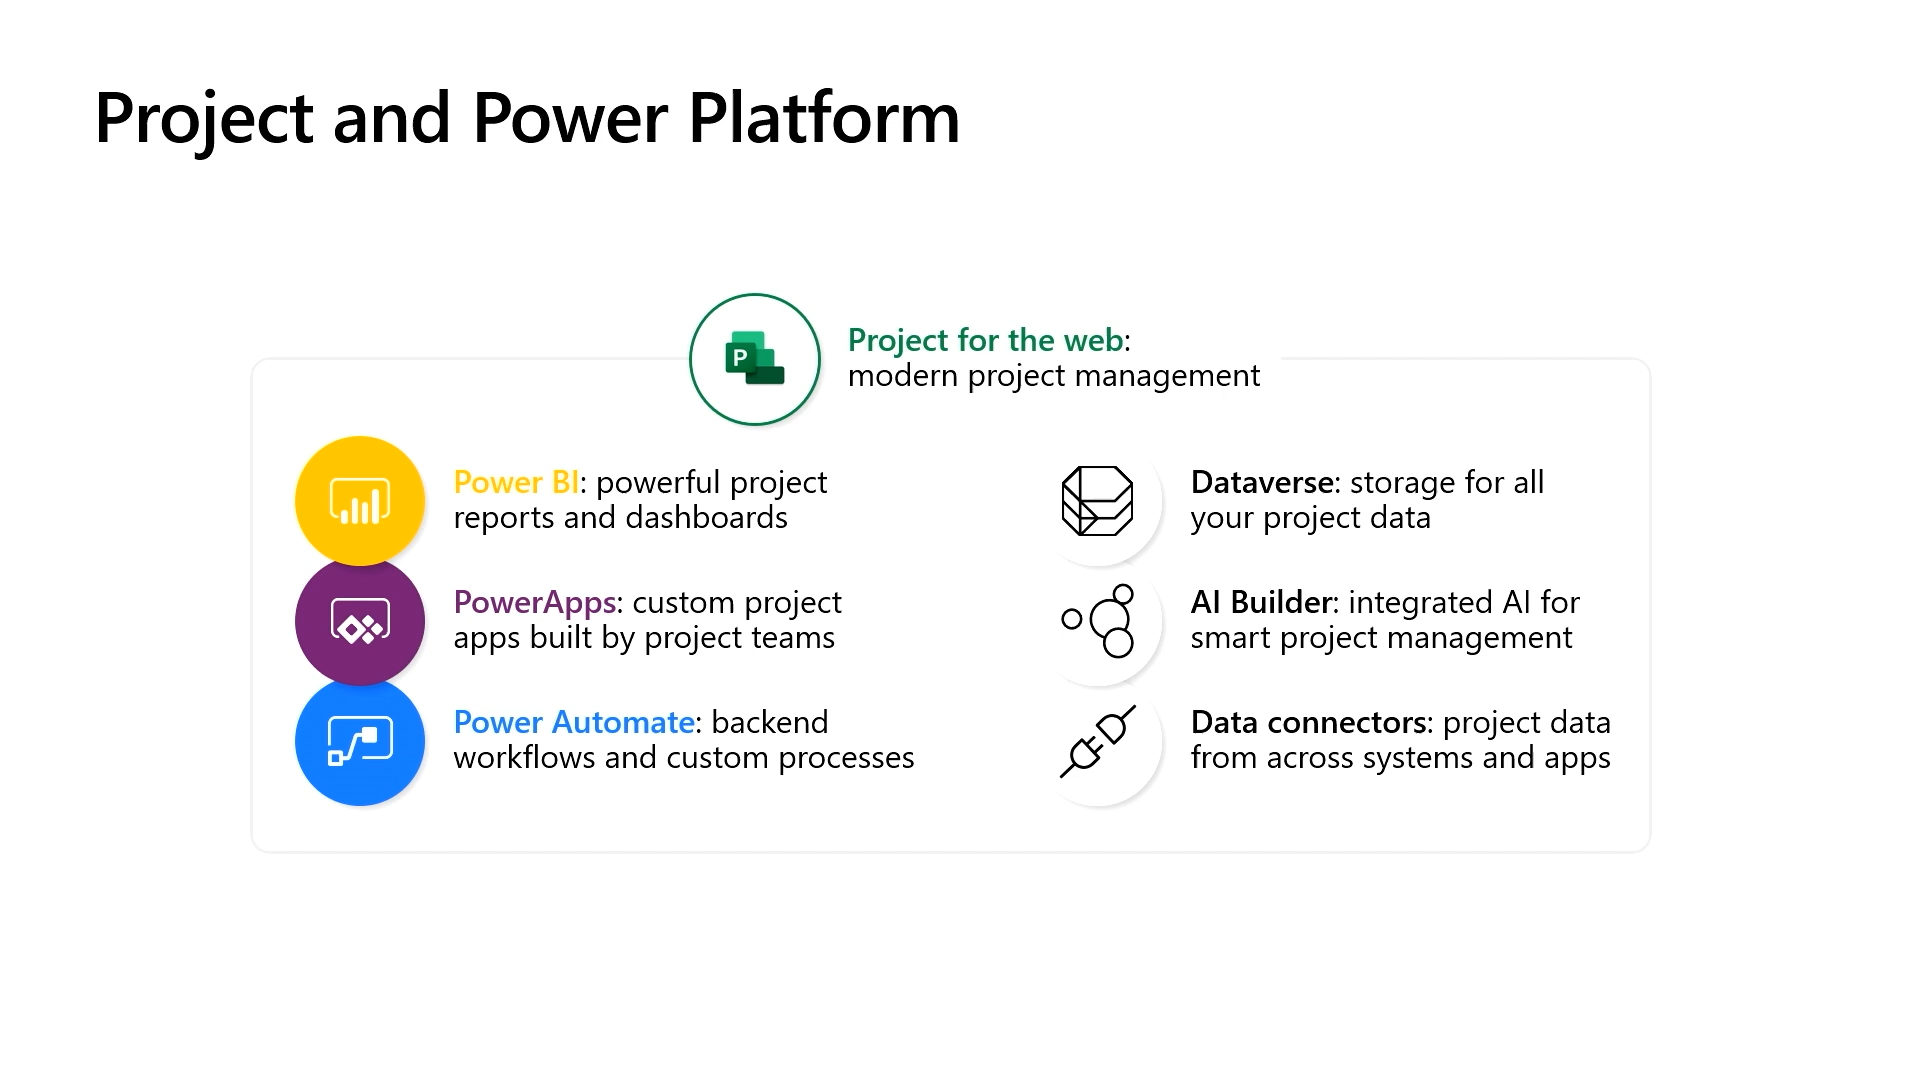 Project and Power Platform
P
Project for the web:
modern project management
Power BI: powerful project
reports and dashboards
PowerApps: custom project
apps built by project teams
Power Automate: backend
workflows and custom processes
Dataverse: storage for all
your project data
AI Builder: integrated AI for
smart project management
Data connectors: project data
from across systems and apps